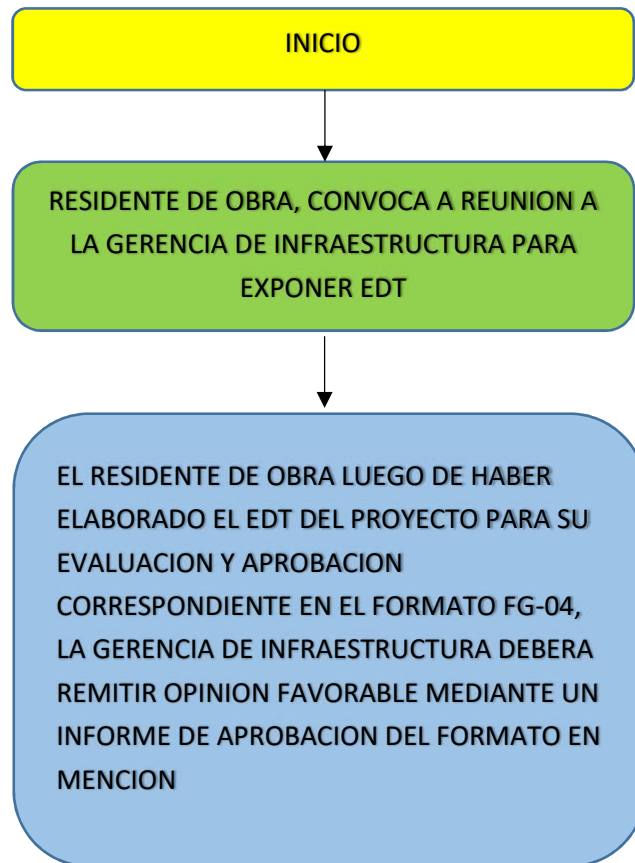 INICIO
RESIDENTE DE OBRA, CONVOCA A REUNION A
LA GERENCIA DE INFRAESTRUCTURA PARA
EXPONER EDT
EL RESIDENTE DE OBRA LUEGO DE HABER
ELABORADO EL EDT DEL PROYECTO PARA SU
EVALUACION Y APROBACION
CORRESPONDIENTE EN EL FORMATO FG-04,
LA GERENCIA DE INFRAESTRUCTURA DEBERA
REMITIR OPINION FAVORABLE MEDIANTE UN
INFORME DE APROBACION DEL FORMATO EN
MENCION